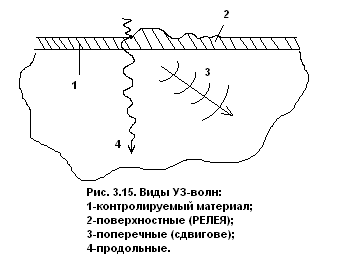 2
1
3
4
Рис. 3.15. Виды УЗ-волн:
1-контролируемый материал;
2-поверхностные (РЕЛЕЯ);
3-поперечные (сдвигове);
4-продольные.